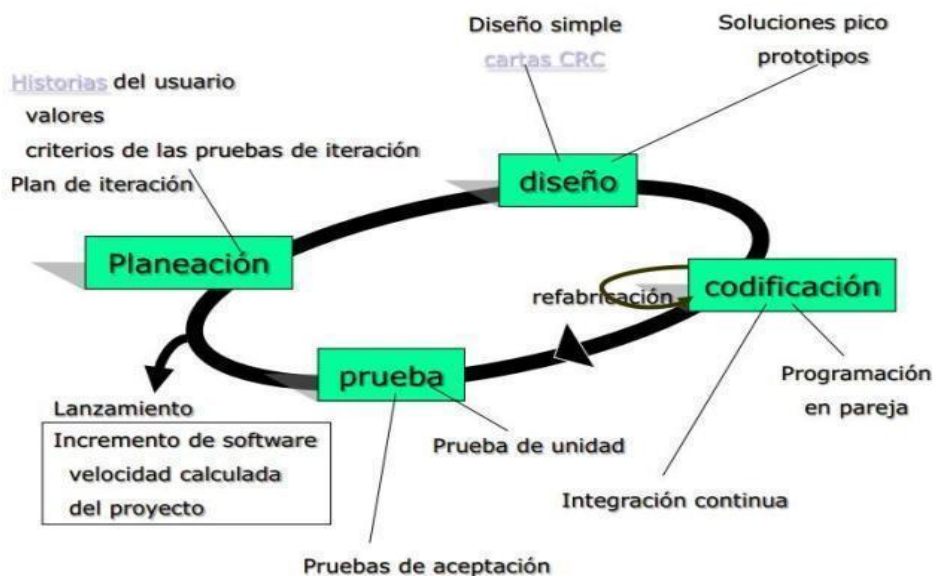 Diseño simple
cartas CRC
Soluciones pico
prototipos
Historias del usuario
valores
criterios de las pruebas de iteración
Plan de iteración
diseño
Planeación
refabricación
codificación
prueba
Programación
en pareja
Lanzamiento
Incremento de software
velocidad calculada
del proyecto
Prueba de unidad
Integración continua
Pruebas de aceptación